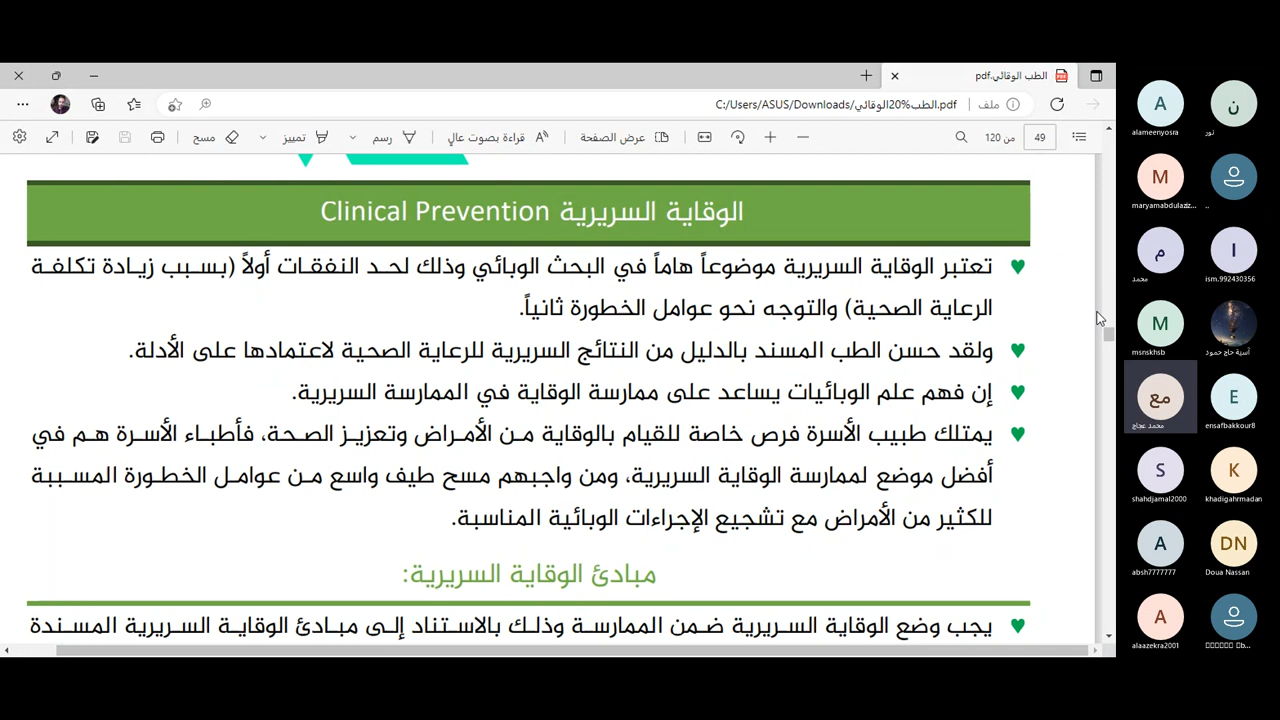 الطب الوقائي.pdf
ملف
C:/Users/ASUS/Downloads/الطب%20الوقائي.pdf
49
من 120
عرض الصفحة
قراءة بصوت عالٍ
رسم
تمييز
مسح
الوقاية السريرية Clinical Prevention
تعتبر الوقاية السريرية موضوعاً هاماً في البحث الوبائي وذلك لحد النفقات أولاً (بسبب زيادة تكلفة
الرعاية الصحية) والتوجه نحو عوامل الخطورة ثانياً.
ولقد حسن الطب المسند بالدليل من النتائج السريرية للرعاية الصحية لاعتمادها على الأدلة.
إن فهم علم الوبائيات يساعد على ممارسة الوقاية في الممارسة السريرية.
يمتلك طبيب الأسرة فرص خاصة للقيام بالوقاية من الأمراض وتعزيز الصحة، فأطباء الأسرة هم في
أفضل موضع لممارسة الوقاية السريرية، ومن واجبهم مسح طيف واسع من عوامل الخطورة المسببة
للكثير من الأمراض مع تشجيع الإجراءات الوبائية المناسبة.
مبادئ الوقاية السريرية:
يجب وضع الوقاية السريرية ضمن الممارسة وذلك بالاستناد إلى مبادئ الوقاية السريرية المسندة
A
ن
alameenyosra
نور
M
maryamabdulaziz...
..
م
I
محمد
ism.992430356
M
msnskhsb
آسية حاج حمود
مع
E
محمد عجاج
ensafbakkour8
S
K
shahdjamal2000
khadigahrmadan
A
DN
absh7777777
Doua Nassan
A
alaazekra2001